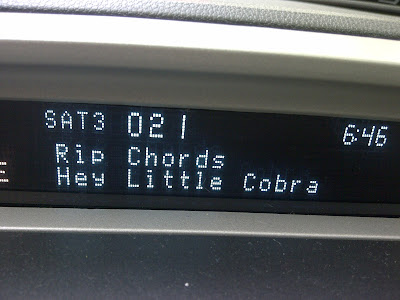 SAT3 021 6:46
Rip Chords
Hey Little Cobra